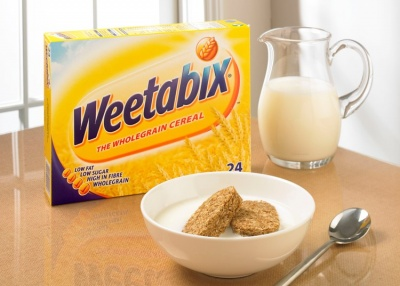 Weetabix
THE WHOLEGRAIN CEREAL
LOW FAT
LOW SUGAR
HIGH IN FIBRE
WHOLEGRAIN
24